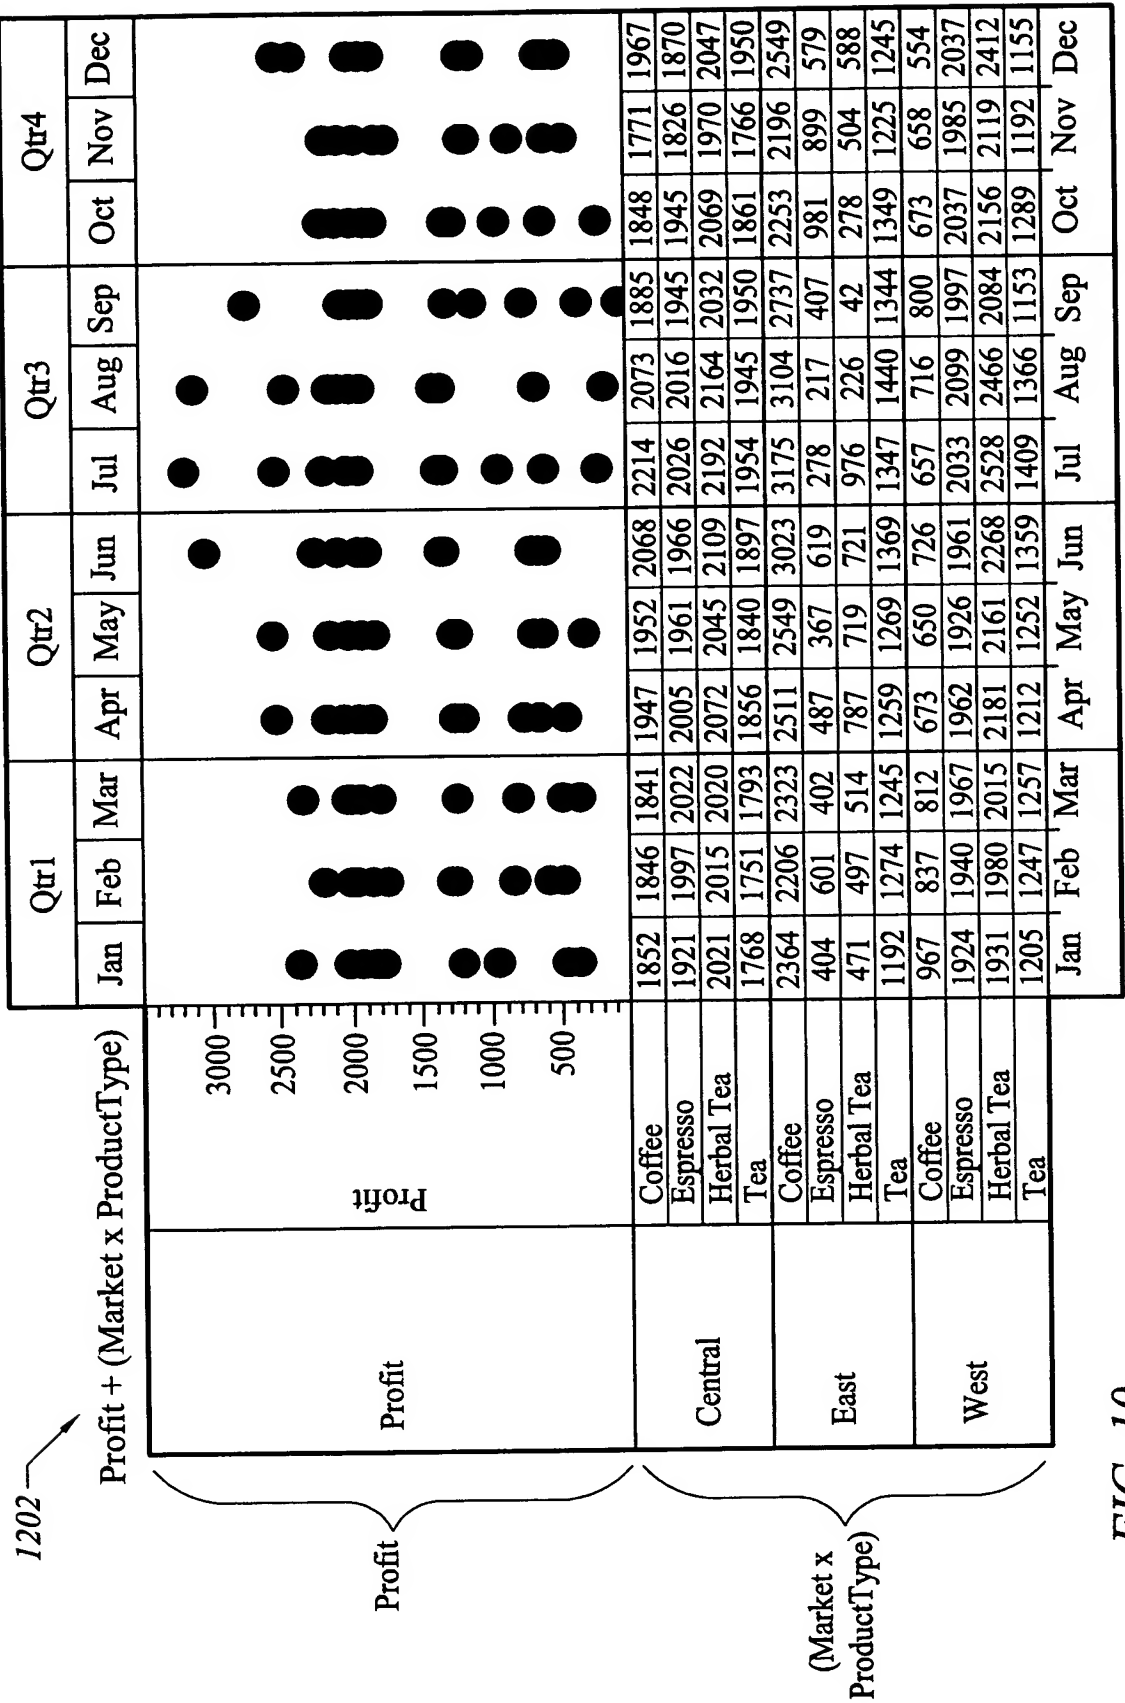 1202
Profit + (Market x ProductType)
Qtr1 Qtr2 Qtr3 Qtr4
Jan Feb Mar Apr May Jun Jul Aug Sep Oct Nov Dec
Profit
Profit
Profit
3000
2500
2000
1500
1000
500
(Market x
ProductType)
Central
Coffee 1852 1846 1841 1947 1952 2068 2214 2073 1885 1848 1771 1967
Espresso 1921 1997 2022 2005 1961 1966 2026 2016 1945 1945 1826 1870
Herbal Tea 2021 2015 2020 2072 2045 2109 2192 2164 2032 2069 1970 2047
Tea 1768 1751 1793 1856 1840 1897 1954 1945 1950 1861 1766 1950
East
Coffee 2364 2206 2323 2511 2549 3023 3175 3104 2737 2253 2196 2549
Espresso 404 601 402 487 367 619 278 217 407 981 899 579
Herbal Tea 471 497 514 787 719 721 976 226 42 278 504 588
Tea 1192 1274 1245 1259 1269 1369 1347 1440 1344 1349 1225 1245
West
Coffee 967 837 812 673 650 726 657 716 800 673 658 554
Espresso 1924 1940 1967 1962 1926 1961 2033 2099 1997 2037 1985 2037
Herbal Tea 1931 1980 2015 2181 2161 2268 2528 2466 2084 2156 2119 2412
Tea 1205 1247 1257 1212 1252 1359 1409 1366 1153 1289 1192 1155
Jan Feb Mar Apr May Jun Jul Aug Sep Oct Nov Dec